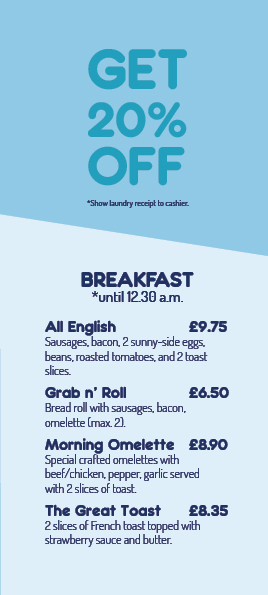 GET
20%
OFF
*Show laundry receipt to cashier.
BREAKFAST
*until 12.30 a.m.
All English £9.75
Sausages, bacon, 2 sunny-side eggs,
beans, roasted tomatoes, and 2 toast
slices.
Grab n' Roll £6.50
Bread roll with sausages, bacon,
omelette (max. 2).
Morning Omelette £8.90
Special crafted omelettes with
beef/chicken, pepper, garlic served
with 2 slices of toast.
The Great Toast £8.35
2 slices of French toast topped with
strawberry sauce and butter.